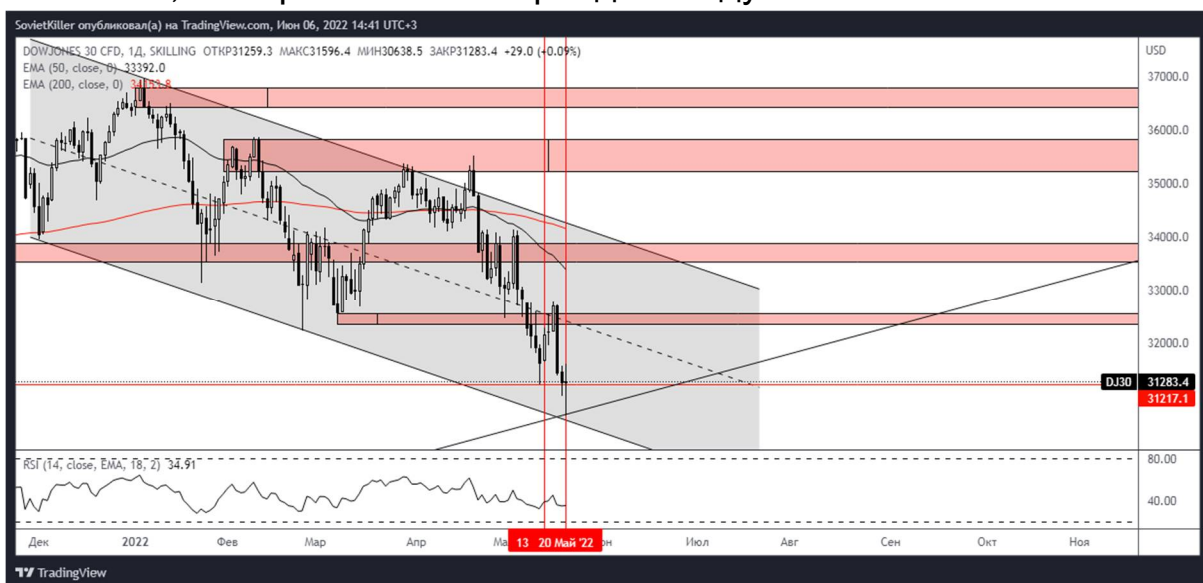 SovietKiller опубликовал(а) на TradingView.com, Июн 06, 2022 14:41 UTC+3
DOWJONES 30 CFD, 1Д, SKILLING ОТКР31259.3 МАКС31596.4 МИН30638.5 ЗАКР31283.4 +29.0 (+0.09%)
USD
EMA (50, close, 0) 33392.0
EMA (200, close, 0)
37000.0
36000.0
35000.0
34000.0
33000.0
32000.0
DJ30 31283.4
31217.1
RSI (14, close, EMA, 18, 2) 34.91
80.00
40.00
Дек 2022 Фев Мар Апр 13 20 Май '22 Июл Авг Сен Окт Ноя
TradingView